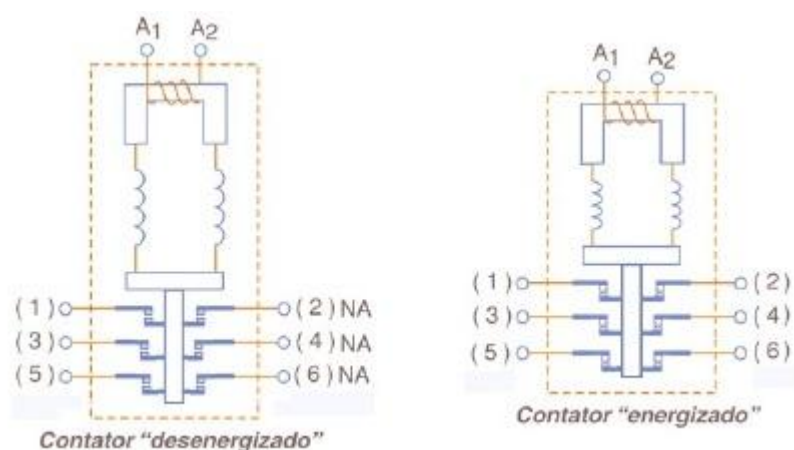 A1 A2
(1) (2) NA
(3) (4) NA
(5) (6) NA
Contator "desenergizado"
A1 A2
(1) (2)
(3) (4)
(5) (6)
Contator "energizado"